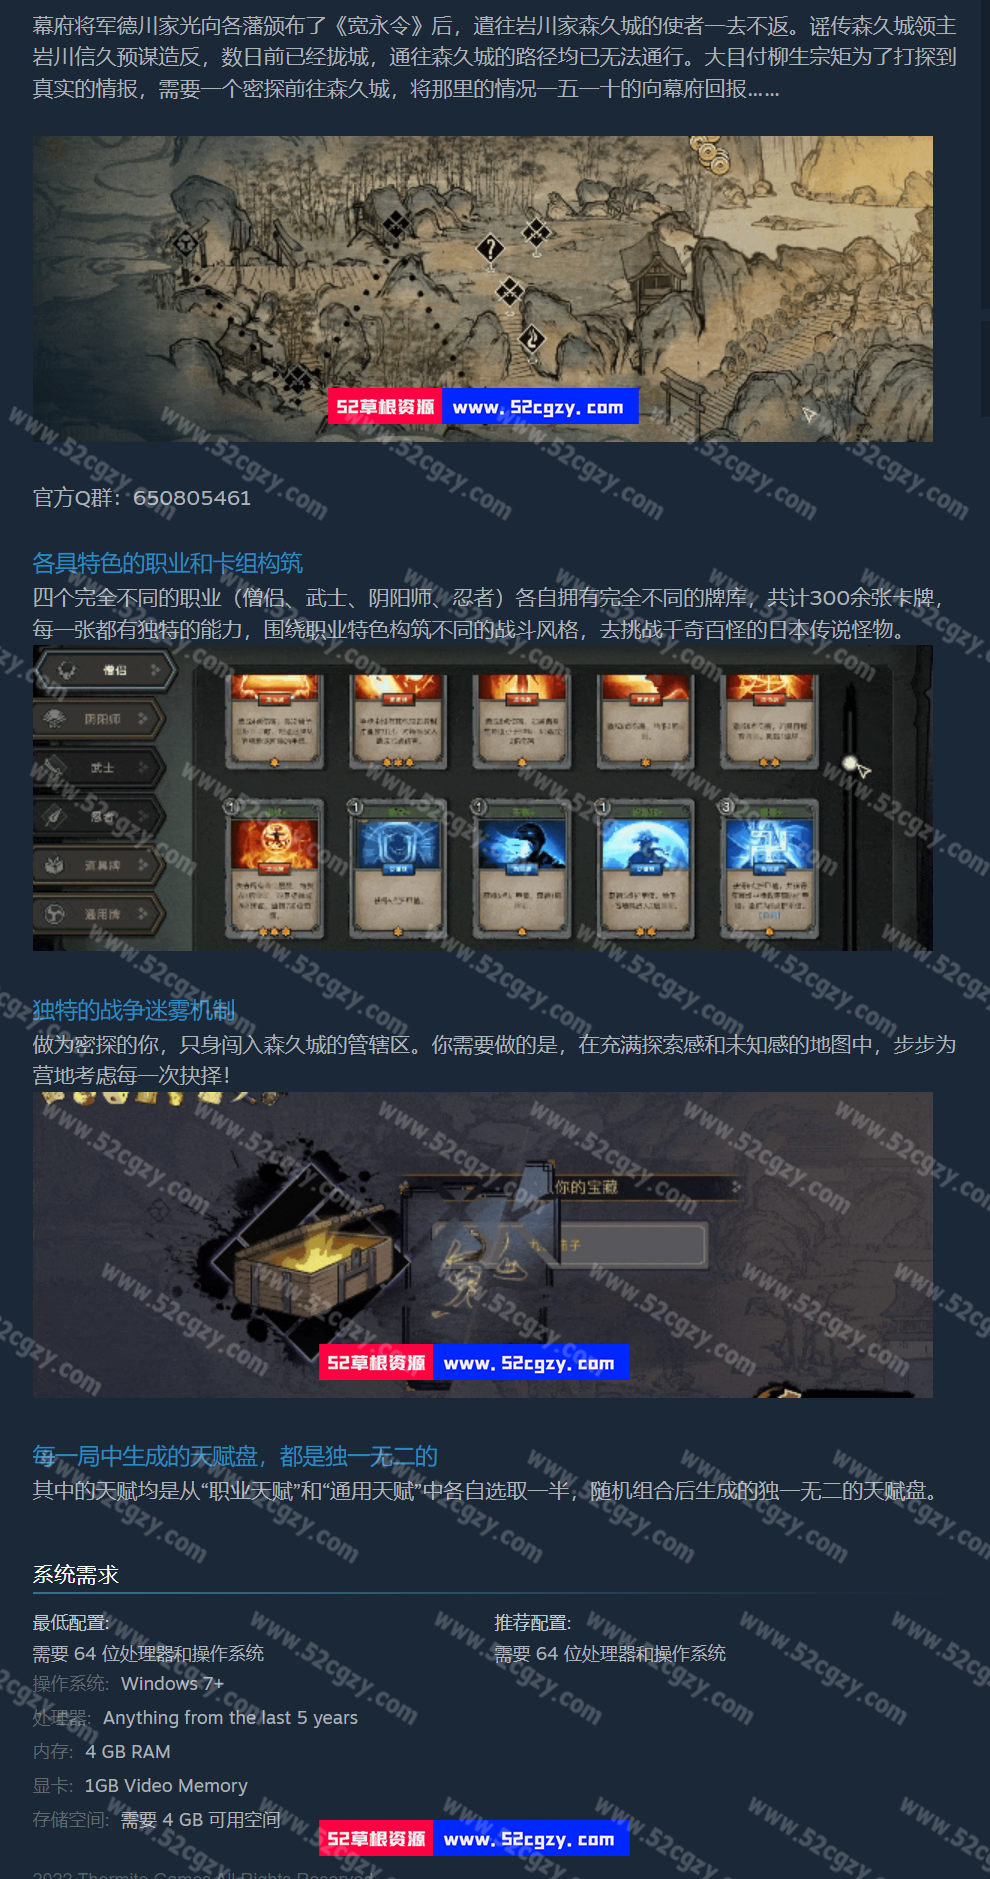 幕府将军德川家光向各藩颁布了《宽永令》后，遣往岩川家森久城的使者一去不返。谣传森久城领主
岩川信久预谋造反，数日前已经拢城，通往森久城的路径均已无法通行。大目付柳生宗矩为了打探到
真实的情报，需要一个密探前往森久城，将那里的情况一五一十的向幕府回报……
52草根资源 www.52cgzy.com
官方Q群：650805461
各具特色的职业和卡组构筑
四个完全不同的职业（僧侣、武士、阴阳师、忍者）各自拥有完全不同的牌库，共计300余张卡牌，
每一张都有独特的能力，围绕职业特色构筑不同的战斗风格，去挑战千奇百怪的日本传说怪物。
僧侣
阴阳师
武士
忍者
道具牌
通用牌
独特的战争迷雾机制
做为密探的你，只身闯入森久城的管辖区。你需要做的是，在充满探索感和未知感的地图中，步步为
营地考虑每一次抉择！
你的宝藏
52草根资源 www.52cgzy.com
每一局中生成的天赋盘，都是独一无二的
其中的天赋均是从“职业天赋”和“通用天赋”中各自选取一半，随机组合后生成的独一无二的天赋盘。
系统需求
最低配置:
需要 64 位处理器和操作系统
操作系统: Windows 7+
处理器: Anything from the last 5 years
内存: 4 GB RAM
显卡: 1GB Video Memory
存储空间: 需要 4 GB 可用空间
推荐配置:
需要 64 位处理器和操作系统
52草根资源 www.52cgzy.com